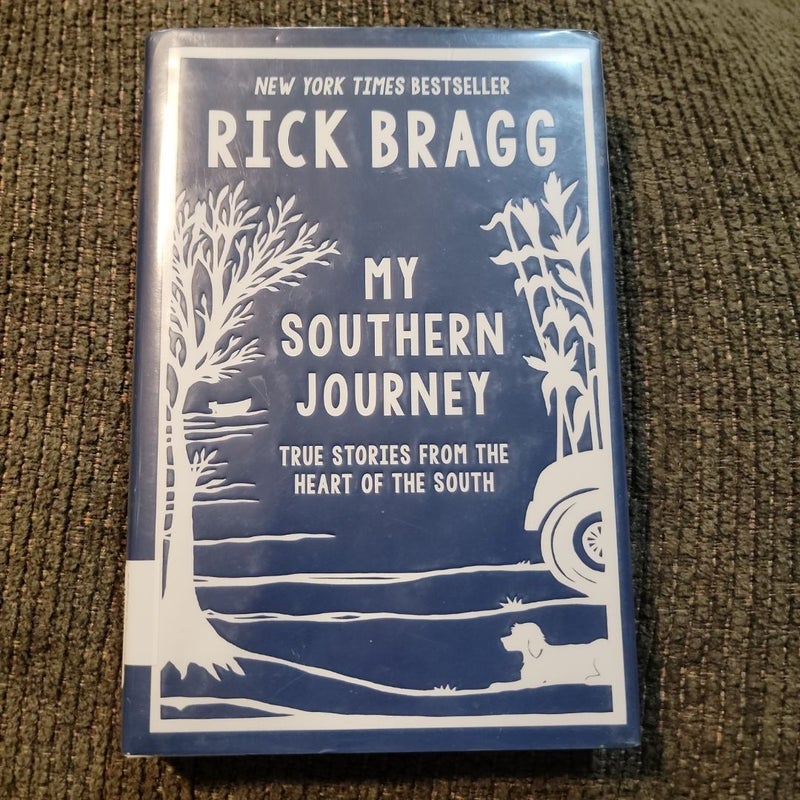 NEW YORK TIMES BESTSELLER
RICK BRAGG
MY
SOUTHERN
JOURNEY
TRUE STORIES FROM THE
HEART OF THE SOUTH